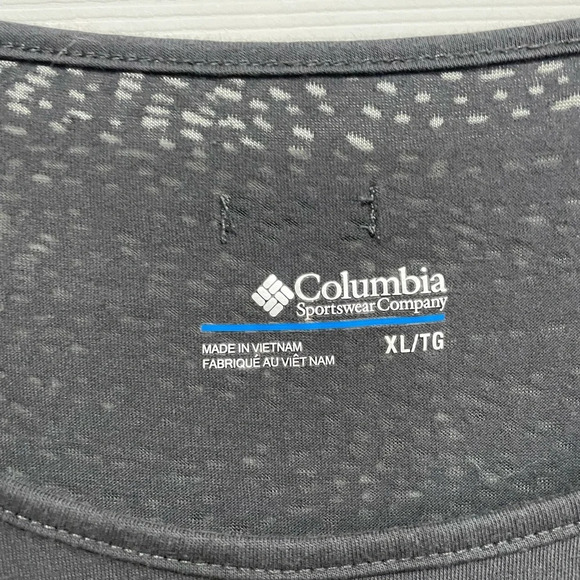 Columbia
Sportswear Company
MADE IN VIETNAM
FABRIQUÉ AU VIÊT NAM
XL/TG